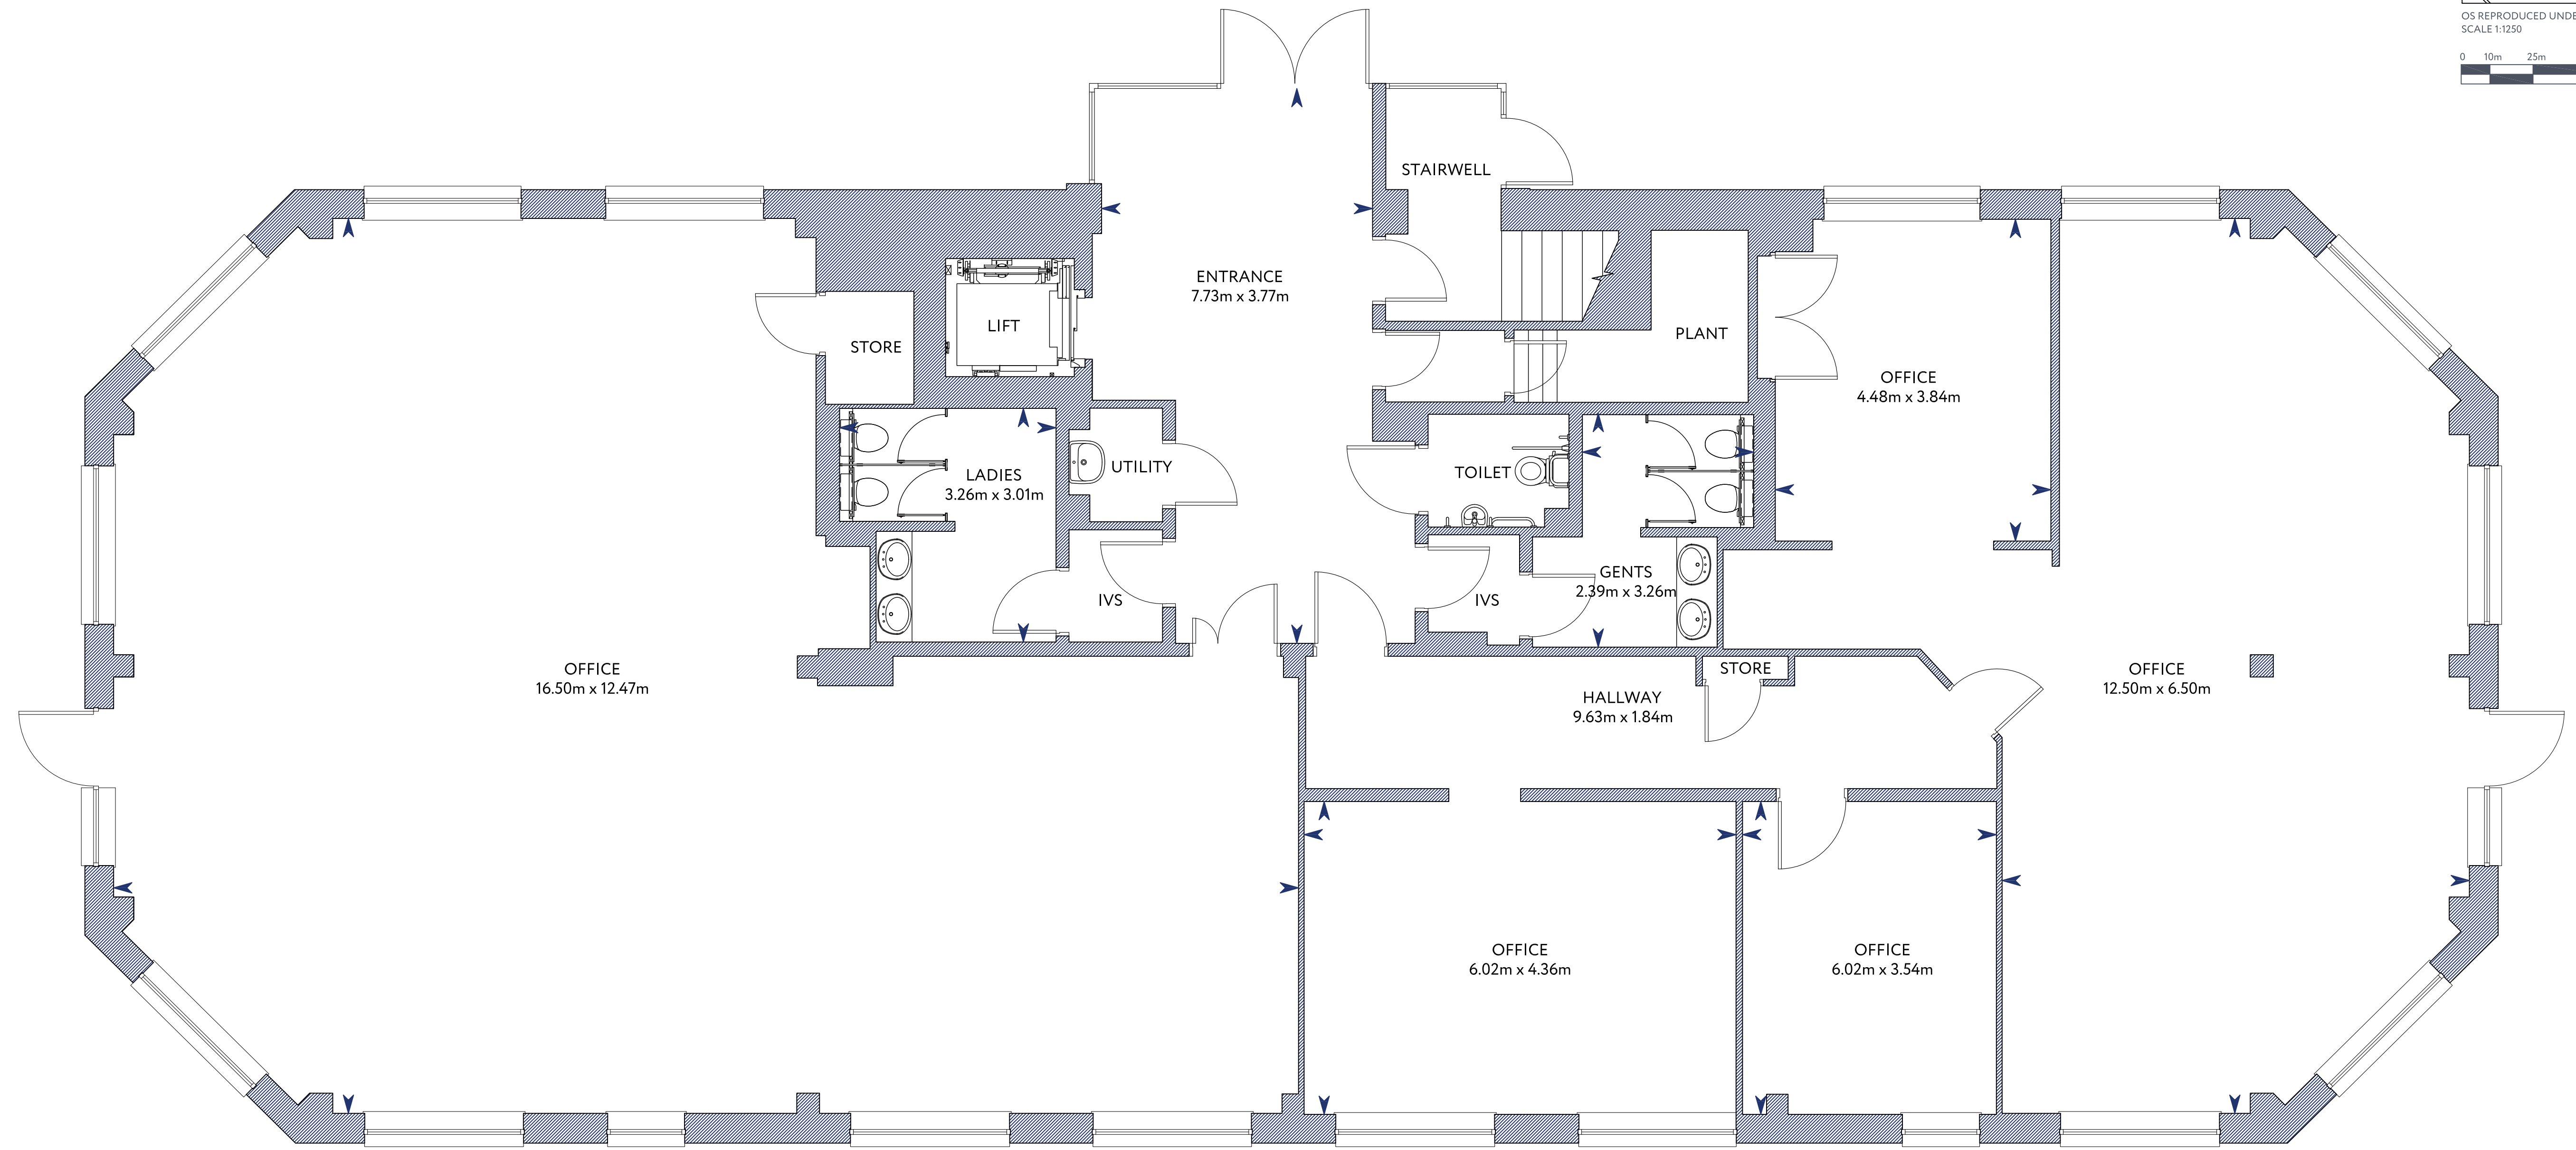 OS REPRODUCED UNDE
SCALE 1:1250
0 10m 25m
STAIRWELL
ENTRANCE
7.73m x 3.77m
LIFT
STORE
PLANT
OFFICE
4.48m x 3.84m
UTILITY
LADIES
3.26m x 3.01m
TOILET
IVS
IVS
GENTS
2.39m x 3.26m
OFFICE
16.50m x 12.47m
STORE
HALLWAY
9.63m x 1.84m
OFFICE
12.50m x 6.50m
OFFICE
6.02m x 4.36m
OFFICE
6.02m x 3.54m